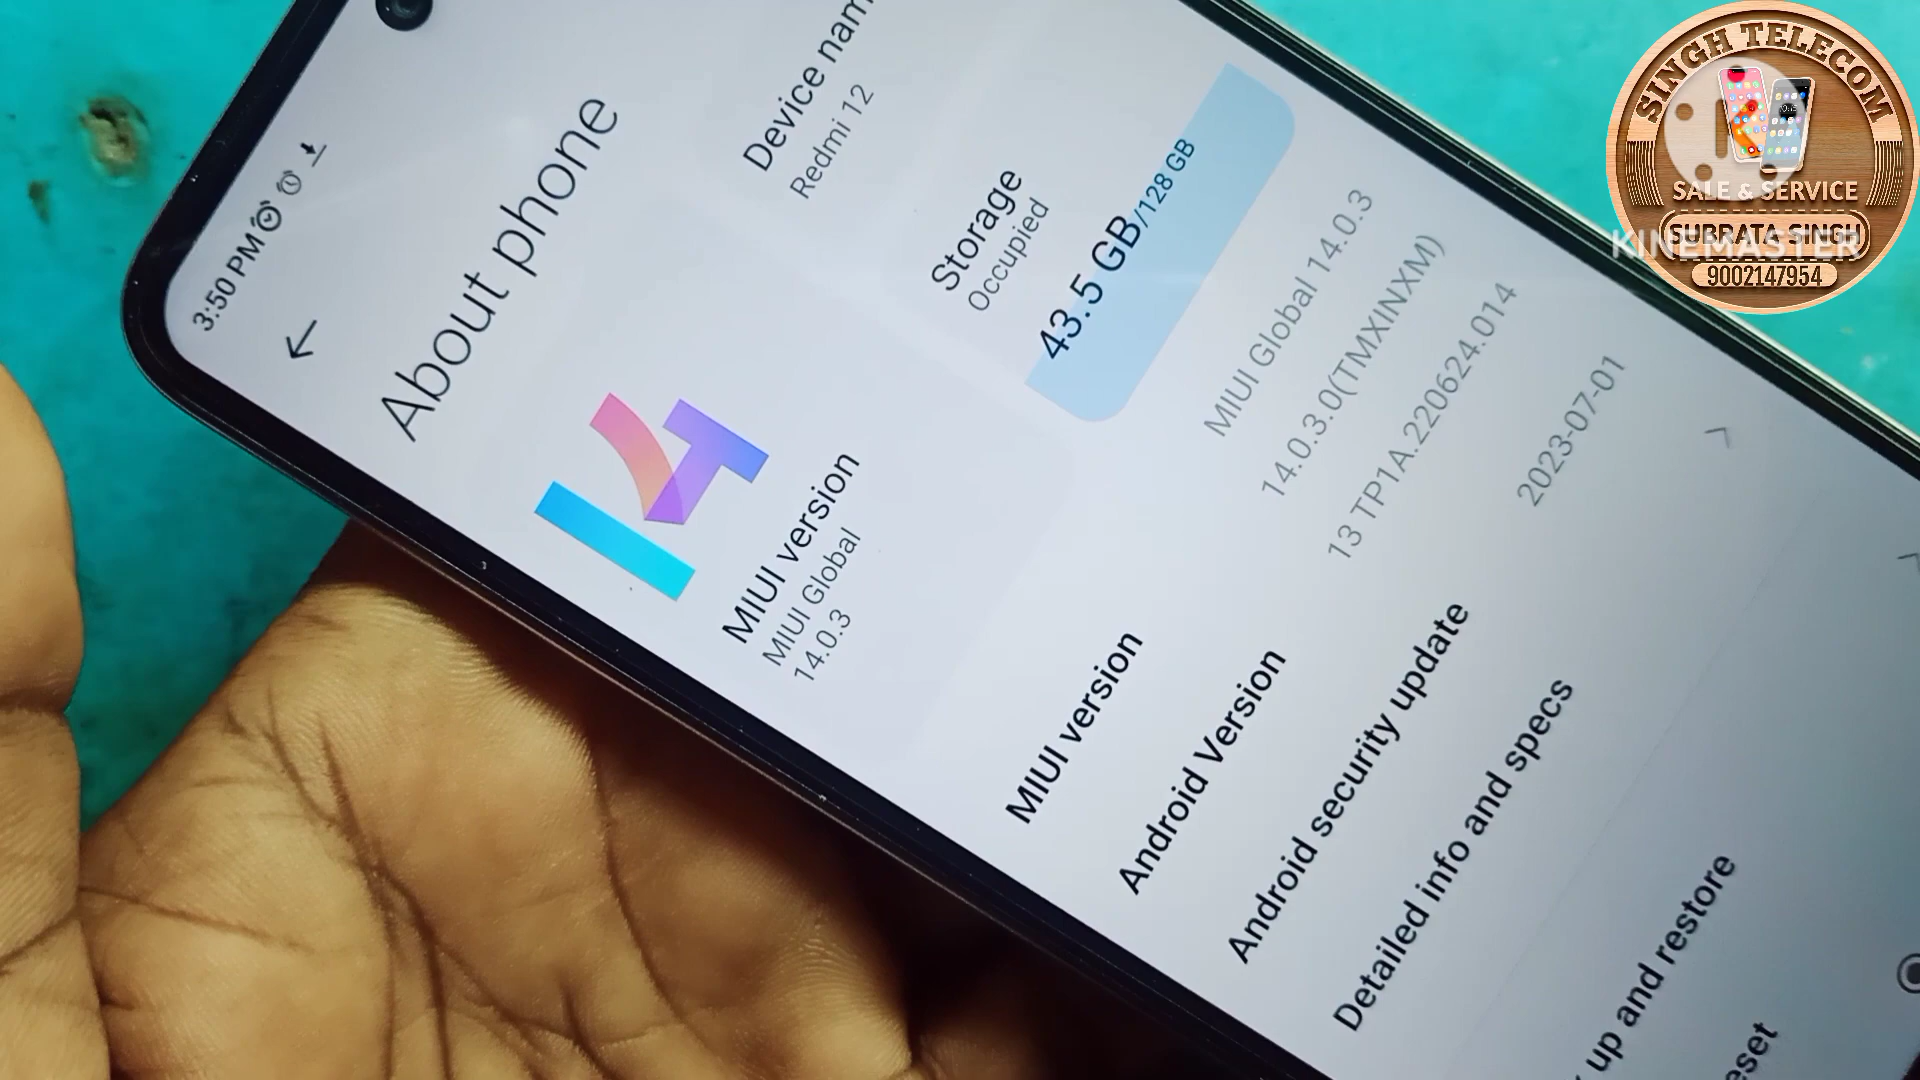 3:50 PM
About phone
MIUI version
MIUI Global
14.0.3
Device nam
Redmi 12
Storage
Occupied
43.5 GB/128 GB
MIUI version
MIUI Global 14.0.3
14.0.3.0(TMXINXM)
Android Version
13 TP1A.220624.014
Android security update
2023-07-01
Detailed info and specs
up and restore
eset
SINGH TELECOM
SALE & SERVICE
SUBRATA SINGH
9002147954
KINEMASTER